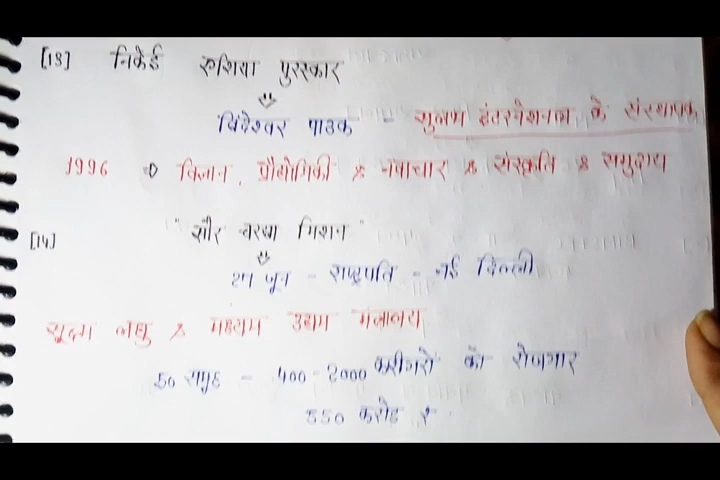 [13] निकेई एशिया पुरस्कार
बिंदेश्वर पाठक - सुलभ इंटरनेशनल के संस्थापक
1996 ⇒ विज्ञान, प्रौद्योगिकी & नवाचार & संस्कृति & समुदाय
[14] "सौर चरखा मिशन"
27 जून - राष्ट्रपति - नई दिल्ली
सूक्ष्म लघु & मध्यम उद्यम मंत्रालय
50 समूह - 400-2000 कारीगरों को रोजगार
550 करोड़ ₹